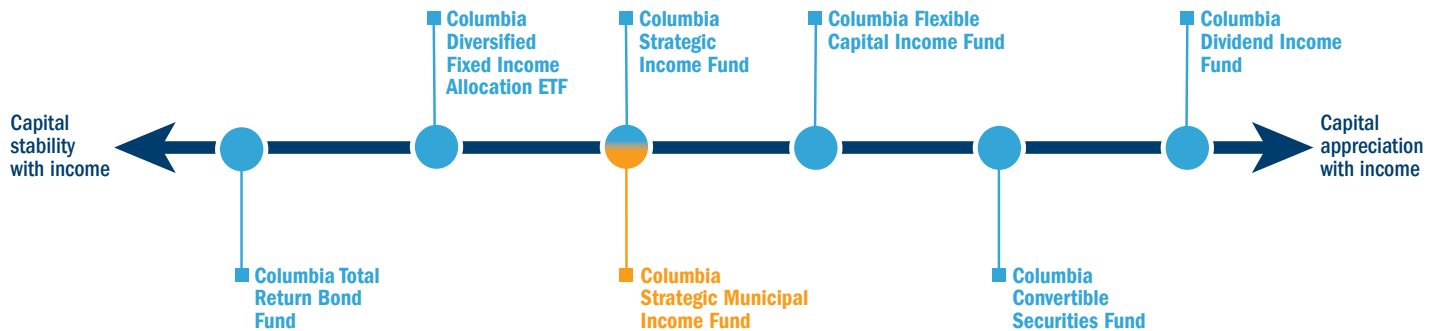 Columbia
Diversified
Fixed Income
Allocation ETF
Columbia
Strategic
Income Fund
Columbia Flexible
Capital Income Fund
Columbia
Dividend Income
Fund
Capital
stability
with income
Capital
appreciation
with income
Columbia Total
Return Bond
Fund
Columbia
Strategic Municipal
Income Fund
Columbia
Convertible
Securities Fund